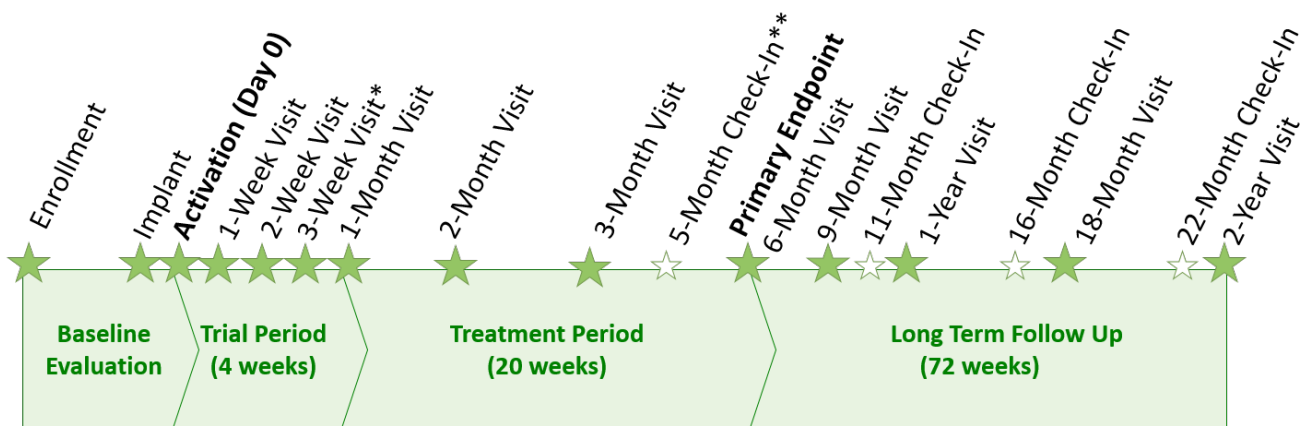 Enrollment
Implant
Activation (Day 0)
1-Week Visit
2-Week Visit
3-Week Visit*
1-Month Visit
2-Month Visit
3-Month Visit
5-Month Check-In**
Primary Endpoint
6-Month Visit
9-Month Visit
11-Month Check-In
1-Year Visit
16-Month Check-In
18-Month Visit
22-Month Check-In
2-Year Visit
Baseline
Evaluation
Trial Period
(4 weeks)
Treatment Period
(20 weeks)
Long Term Follow Up
(72 weeks)